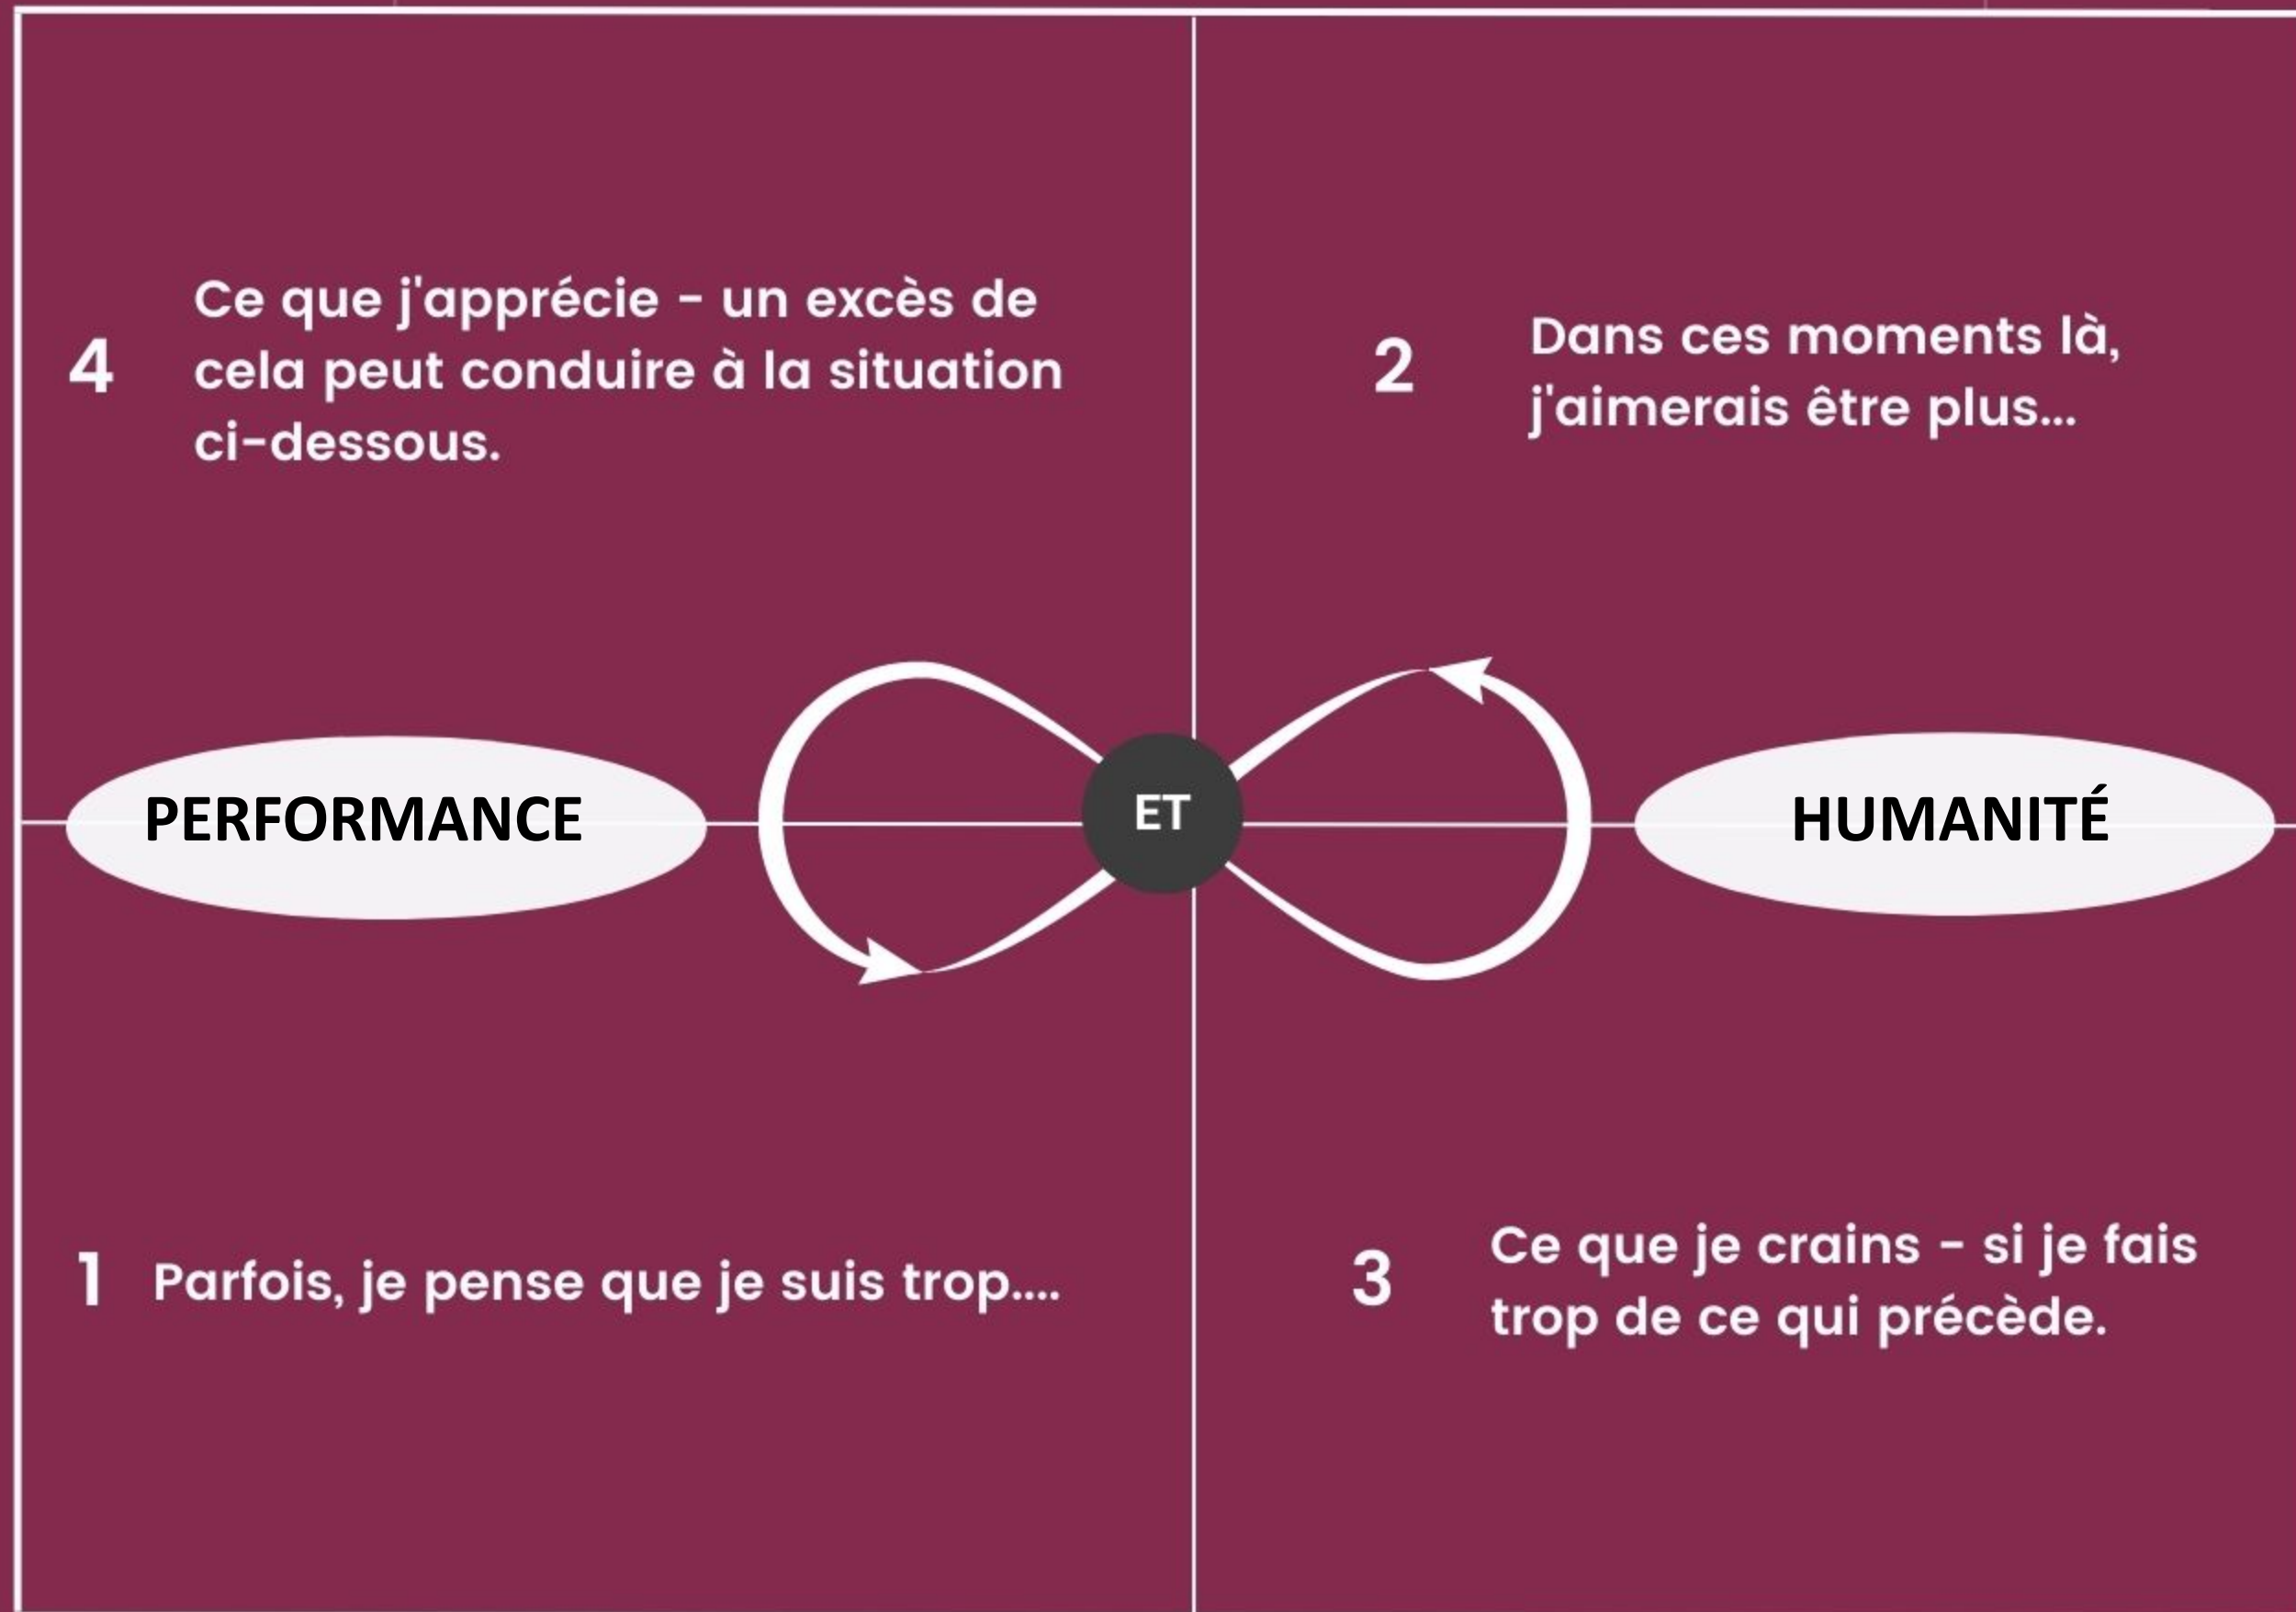 4
Ce que j'apprécie - un excès de
cela peut conduire à la situation
ci-dessous.
2
Dans ces moments là,
j'aimerais être plus...
PERFORMANCE
ET
HUMANITÉ
1
Parfois, je pense que je suis trop....
3
Ce que je crains - si je fais
trop de ce qui précède.